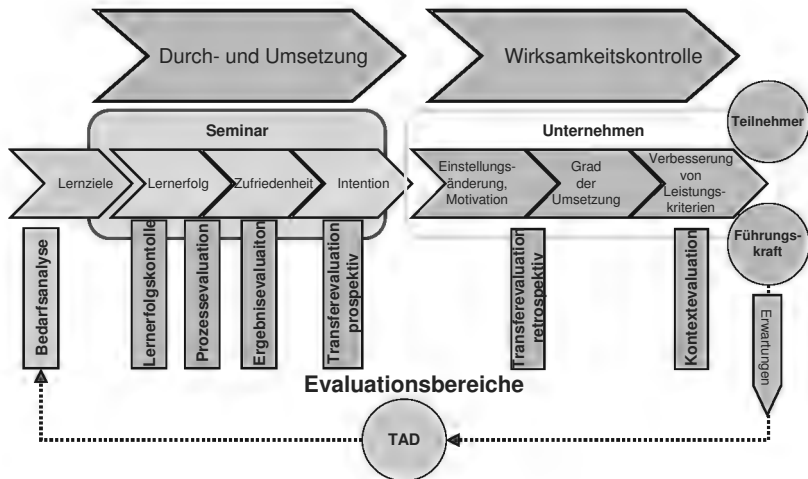 Durch- und Umsetzung
Wirksamkeitskontrolle
Seminar
Unternehmen
Teilnehmer
Lernziele
Lernerfolg
Zufriedenheit
Intention
Einstellungs-
änderung,
Motivation
Grad
der
Umsetzung
Verbesserung
von
Leistungs-
kriterien
Führungs-
kraft
Bedarfsanalyse
Lernerfolgskontolle
Prozessevaluation
Ergebnisevaluaiton
Transferevaluation
prospektiv
Transferevaluation
retrospektiv
Kontextevaluation
Erwartungen
Evaluationsbereiche
TAD